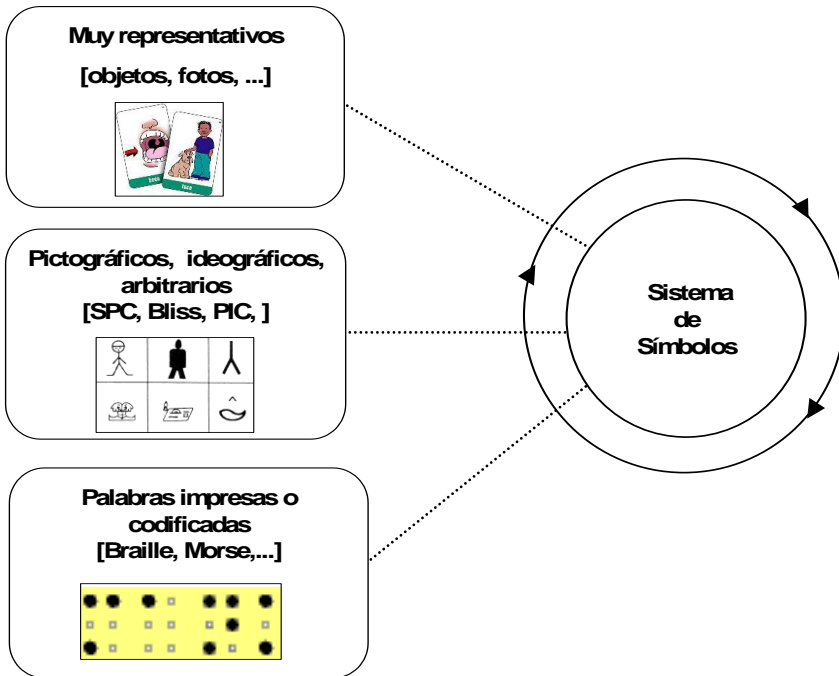 Muy representativos
[objetos, fotos, ...]
Pictográficos, ideográficos,
arbitrarios
[SPC, Bliss, PIC, ]
Palabras impresas o
codificadas
[Braille, Morse,...]
Sistema
de
Símbolos